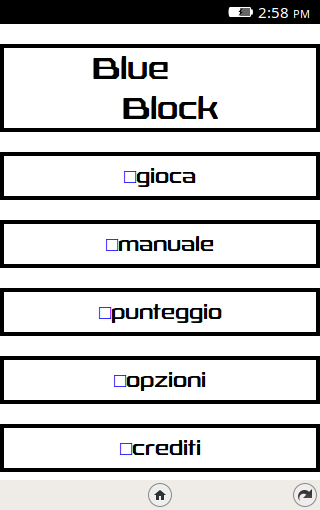 2:58 PM
Blue
Block
gioca
manuale
punteggio
opzioni
crediti